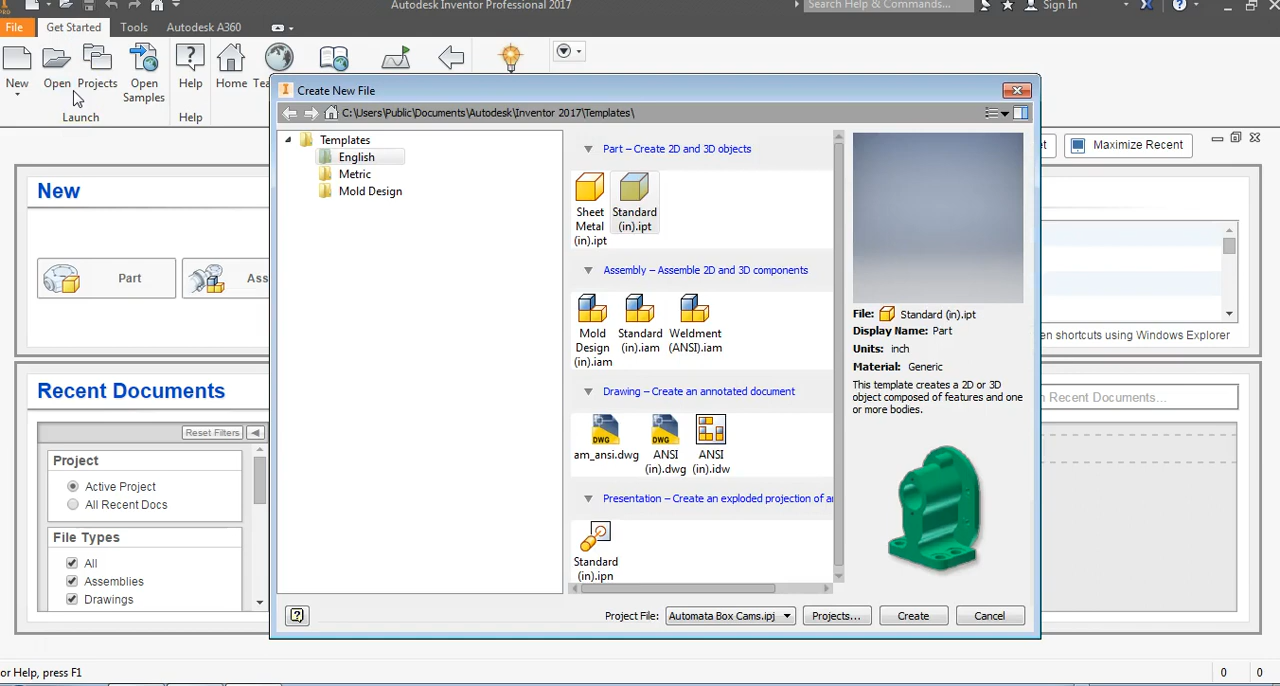 Autodesk Inventor Professional 2017
Search Help & Commands...
Sign In
File
Get Started
Tools
Autodesk A360
New
Open
Projects
Open Samples
Help
Home
Launch
Help
Create New File
C:\Users\Public\Documents\Autodesk\Inventor 2017\Templates\
Templates
English
Metric
Mold Design
Part – Create 2D and 3D objects
Sheet Metal (in).ipt
Standard (in).ipt
Assembly – Assemble 2D and 3D components
Mold Design (in).iam
Standard (in).iam
Weldment (ANSI).iam
Drawing – Create an annotated document
am_ansi.dwg
ANSI (in).dwg
ANSI (in).idw
Presentation – Create an exploded projection of a
Standard (in).ipn
File: Standard (in).ipt
Display Name: Part
Units: inch
Material: Generic
This template creates a 2D or 3D
object composed of features and one
or more bodies.
Project File:
Automata Box Cams.ipj
Projects...
Create
Cancel
Maximize Recent
New
Part
Ass
en shortcuts using Windows Explorer
Recent Documents
Recent Documents...
Reset Filters
Project
Active Project
All Recent Docs
File Types
All
Assemblies
Drawings
or Help, press F1
0
0